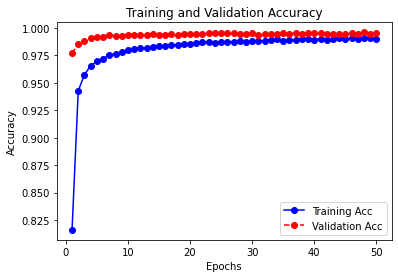 Training and Validation Accuracy
1.000
0.975
0.950
0.925
0.900
0.875
0.850
0.825
Accuracy
Training Acc
Validation Acc
0 10 20 30 40 50
Epochs